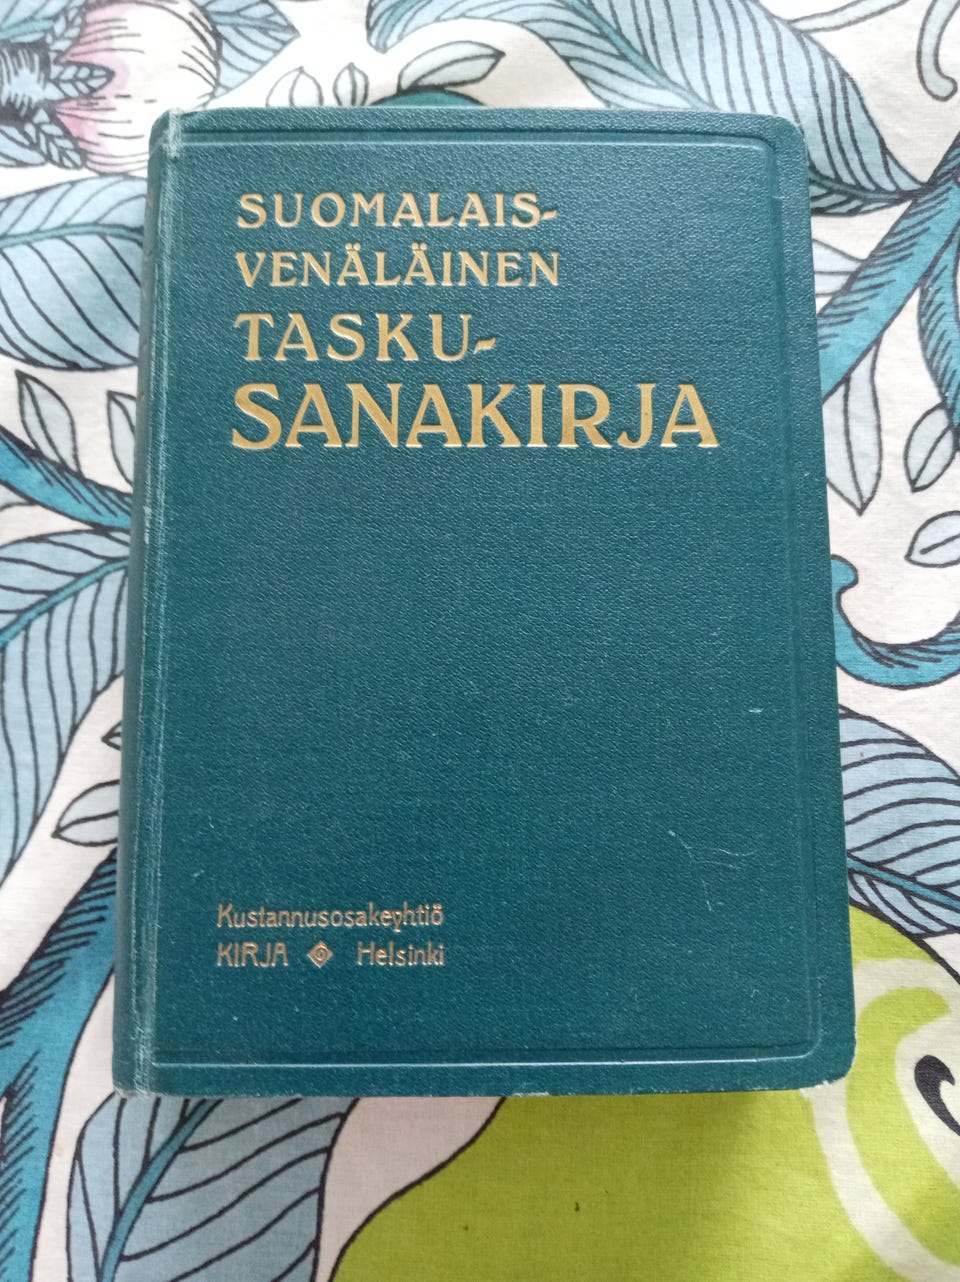 SUOMALAIS-
VENÄLÄINEN
TASKU-
SANAKIRJA
Kustannusosakeyhtiö
KIRJA Helsinki